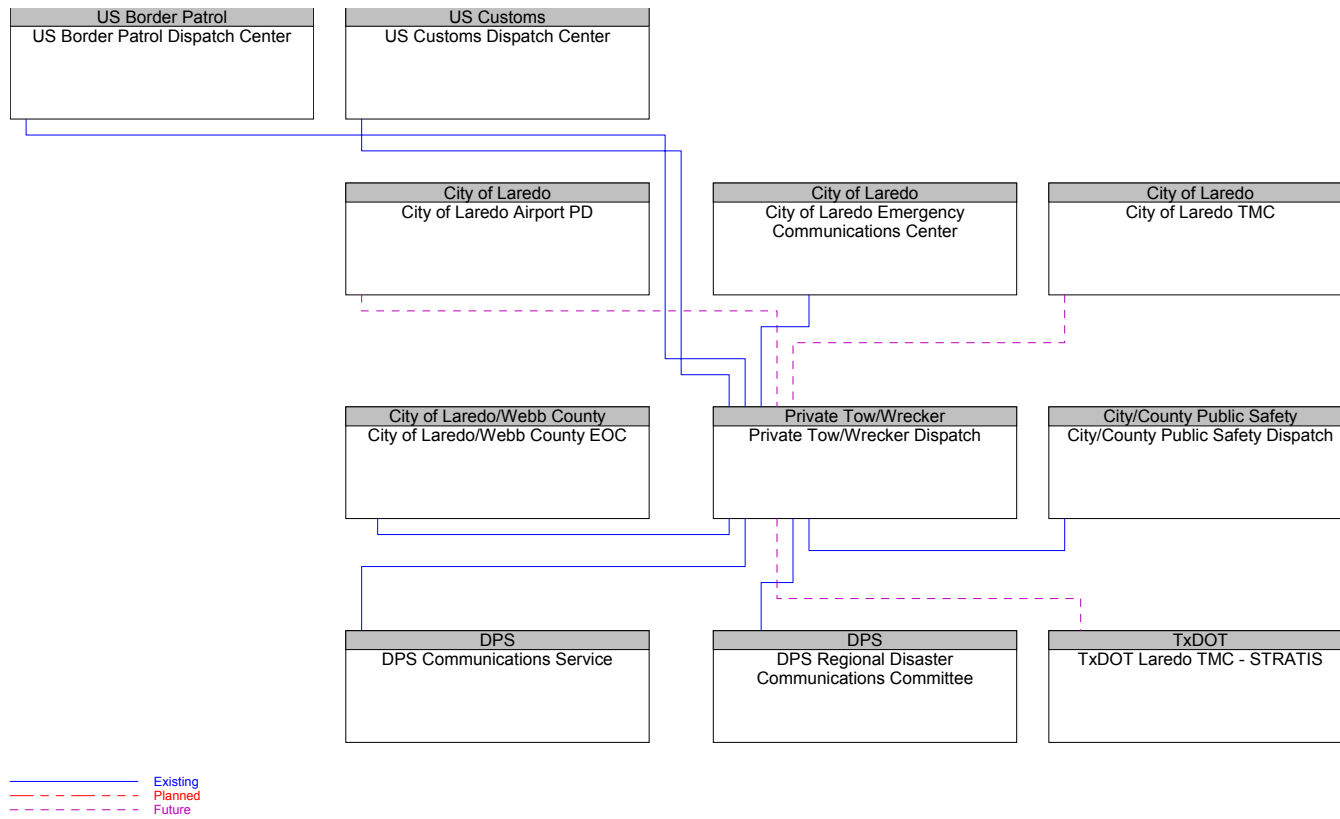 US Border Patrol
US Border Patrol Dispatch Center
US Customs
US Customs Dispatch Center
City of Laredo
City of Laredo Airport PD
City of Laredo
City of Laredo Emergency
Communications Center
City of Laredo
City of Laredo TMC
City of Laredo/Webb County
City of Laredo/Webb County EOC
Private Tow/Wrecker
Private Tow/Wrecker Dispatch
City/County Public Safety
City/County Public Safety Dispatch
DPS
DPS Communications Service
DPS
DPS Regional Disaster
Communications Committee
TxDOT
TxDOT Laredo TMC - STRATIS
Existing
Planned
Future